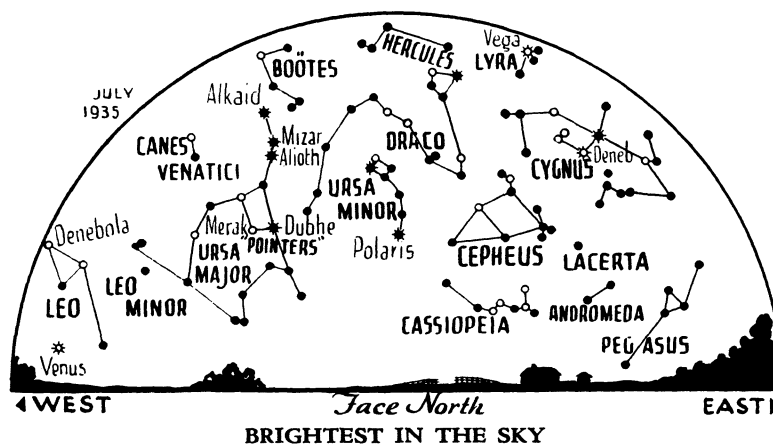 HERCULES
Vega
LYRA
BOÖTES
JULY
1935
Alkaid
CANES
VENATICI
Mizar
Alioth
DRACO
CYGNUS
Deneb
URSA
MINOR
Denebola
Merak
Dubhe
"POINTERS"
URSA
MAJOR
Polaris
CEPHEUS
LACERTA
LEO
LEO
MINOR
CASSIOPEIA
ANDROMEDA
PEGASUS
Venus
WEST
Face North
EAST
BRIGHTEST IN THE SKY